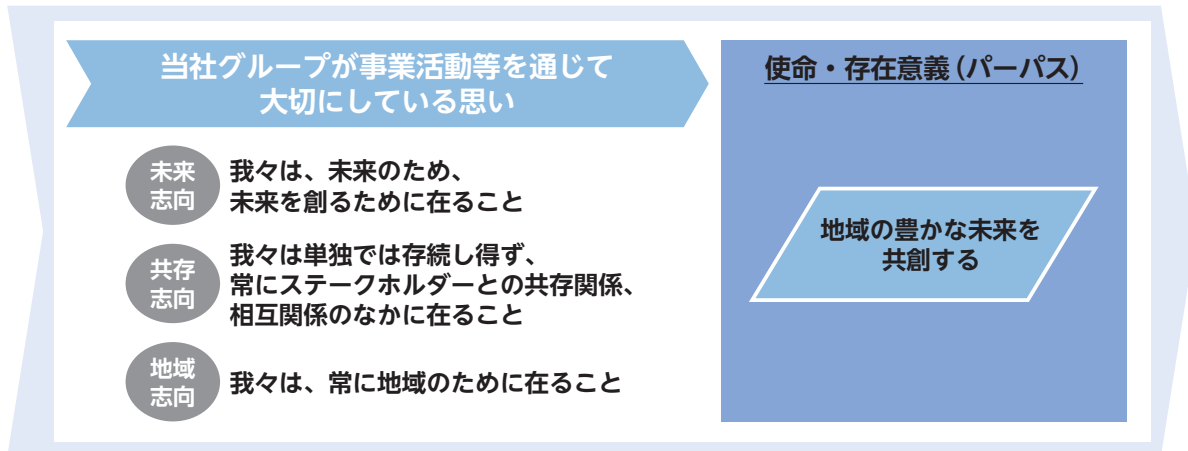 当社グループが事業活動等を通じて
大切にしている思い
未来
志向
我々は、未来のため、
未来を創るために在ること
共存
志向
我々は単独では存続し得ず、
常にステークホルダーとの共存関係、
相互関係のなかに在ること
地域
志向
我々は、常に地域のために在ること
使命・存在意義(パーパス)
地域の豊かな未来を
共創する